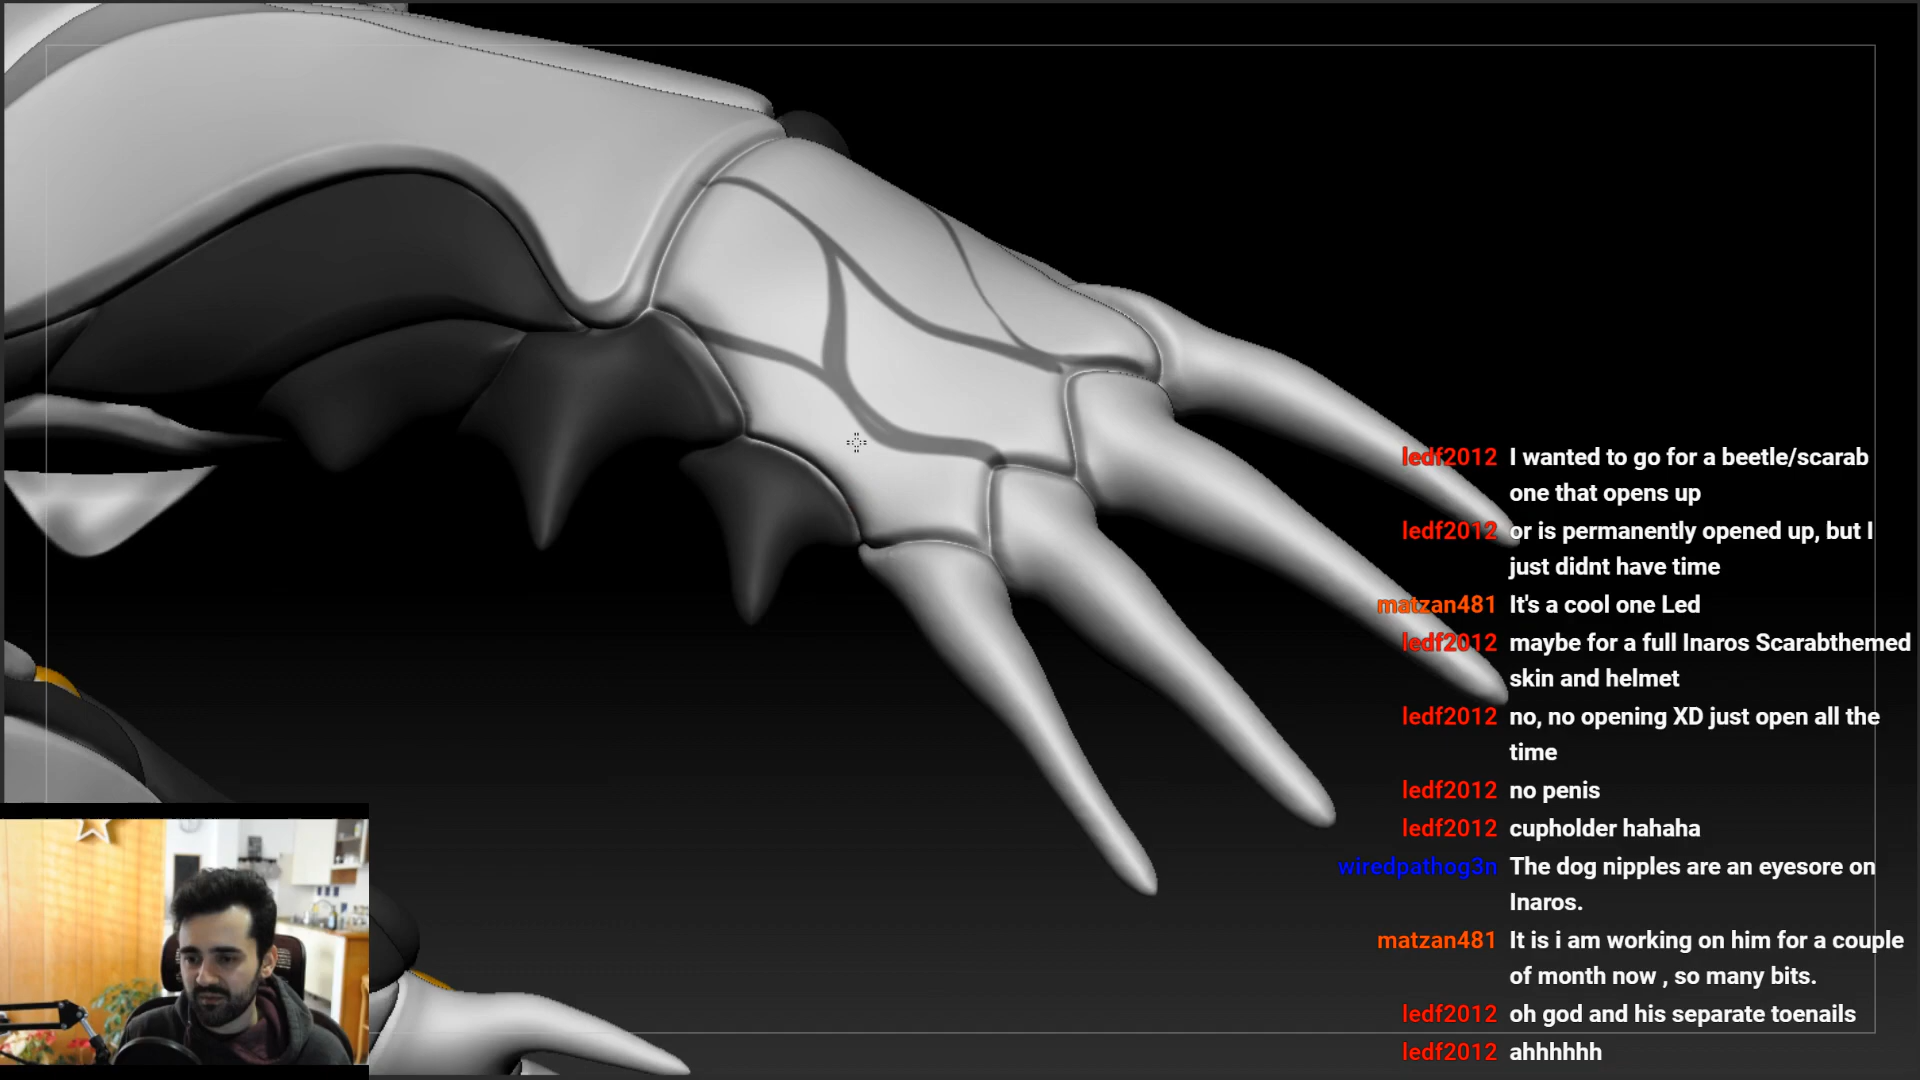 ledf2012 I wanted to go for a beetle/scarab
one that opens up
ledf2012 or is permanently opened up, but I
just didnt have time
matzan481 It's a cool one Led
ledf2012 maybe for a full Inaros Scarabthemed
skin and helmet
ledf2012 no, no opening XD just open all the
time
ledf2012 no penis
ledf2012 cupholder hahaha
wiredpathog3n The dog nipples are an eyesore on
Inaros.
matzan481 It is i am working on him for a couple
of month now , so many bits.
ledf2012 oh god and his separate toenails
ledf2012 ahhhhhh